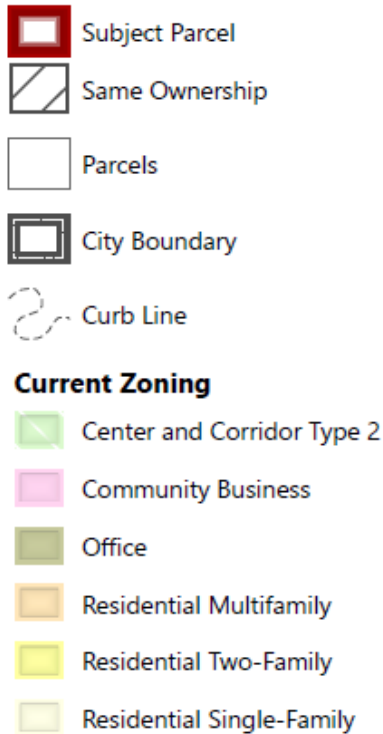 Subject Parcel
Same Ownership
Parcels
City Boundary
Curb Line
Current Zoning
Center and Corridor Type 2
Community Business
Office
Residential Multifamily
Residential Two-Family
Residential Single-Family